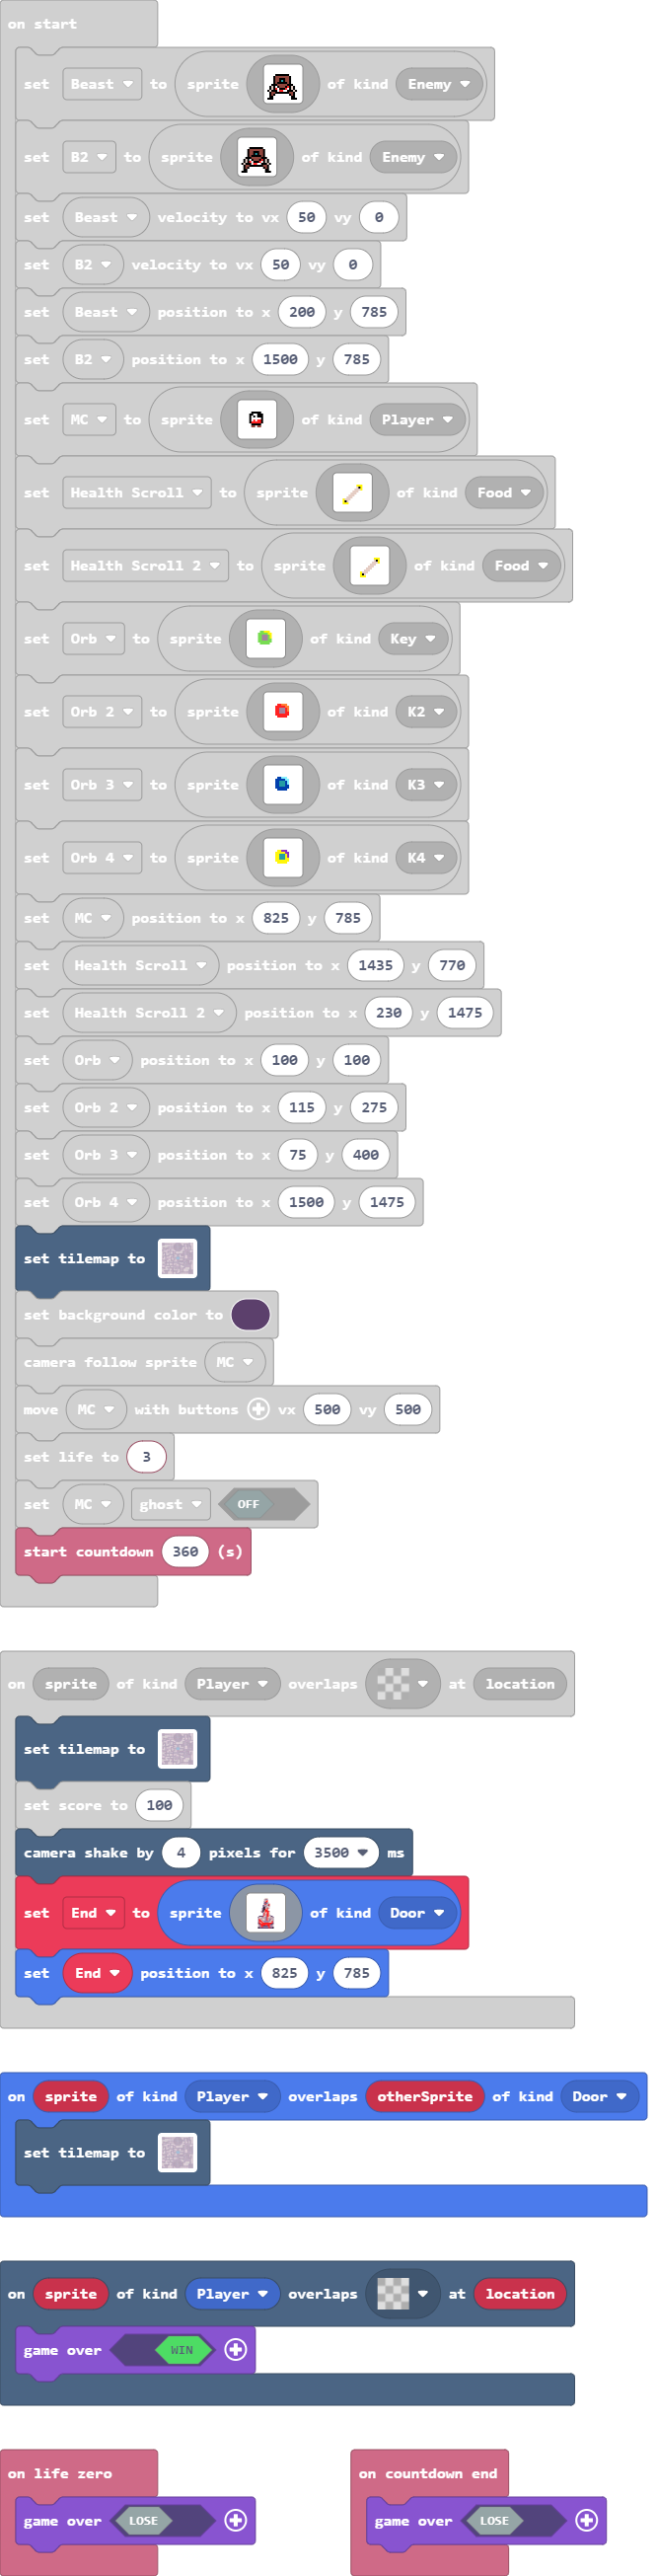 on start
set Beast to sprite of kind Enemy
set B2 to sprite of kind Enemy
set Beast velocity to vx 50 vy 0
set B2 velocity to vx 50 vy 0
set Beast position to x 200 y 785
set B2 position to x 1500 y 785
set MC to sprite of kind Player
set Health Scroll to sprite of kind Food
set Health Scroll 2 to sprite of kind Food
set Orb to sprite of kind Key
set Orb 2 to sprite of kind K2
set Orb 3 to sprite of kind K3
set Orb 4 to sprite of kind K4
set MC position to x 825 y 785
set Health Scroll position to x 1435 y 770
set Health Scroll 2 position to x 230 y 1475
set Orb position to x 100 y 100
set Orb 2 position to x 115 y 275
set Orb 3 position to x 75 y 400
set Orb 4 position to x 1500 y 1475
set tilemap to
set background color to
camera follow sprite MC
move MC with buttons vx 500 vy 500
set life to 3
set MC ghost OFF
start countdown 360 (s)
on sprite of kind Player overlaps at location
set tilemap to
set score to 100
camera shake by 4 pixels for 3500 ms
set End to sprite of kind Door
set End position to x 825 y 785
on sprite of kind Player overlaps otherSprite of kind Door
set tilemap to
on sprite of kind Player overlaps at location
game over WIN
on life zero
game over LOSE
on countdown end
game over LOSE